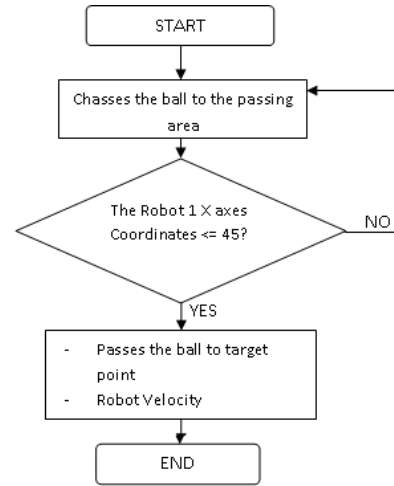 START
Chasses the ball to the passing
area
The Robot 1 X axes
Coordinates <= 45?
NO
YES
- Passes the ball to target
point
- Robot Velocity
END